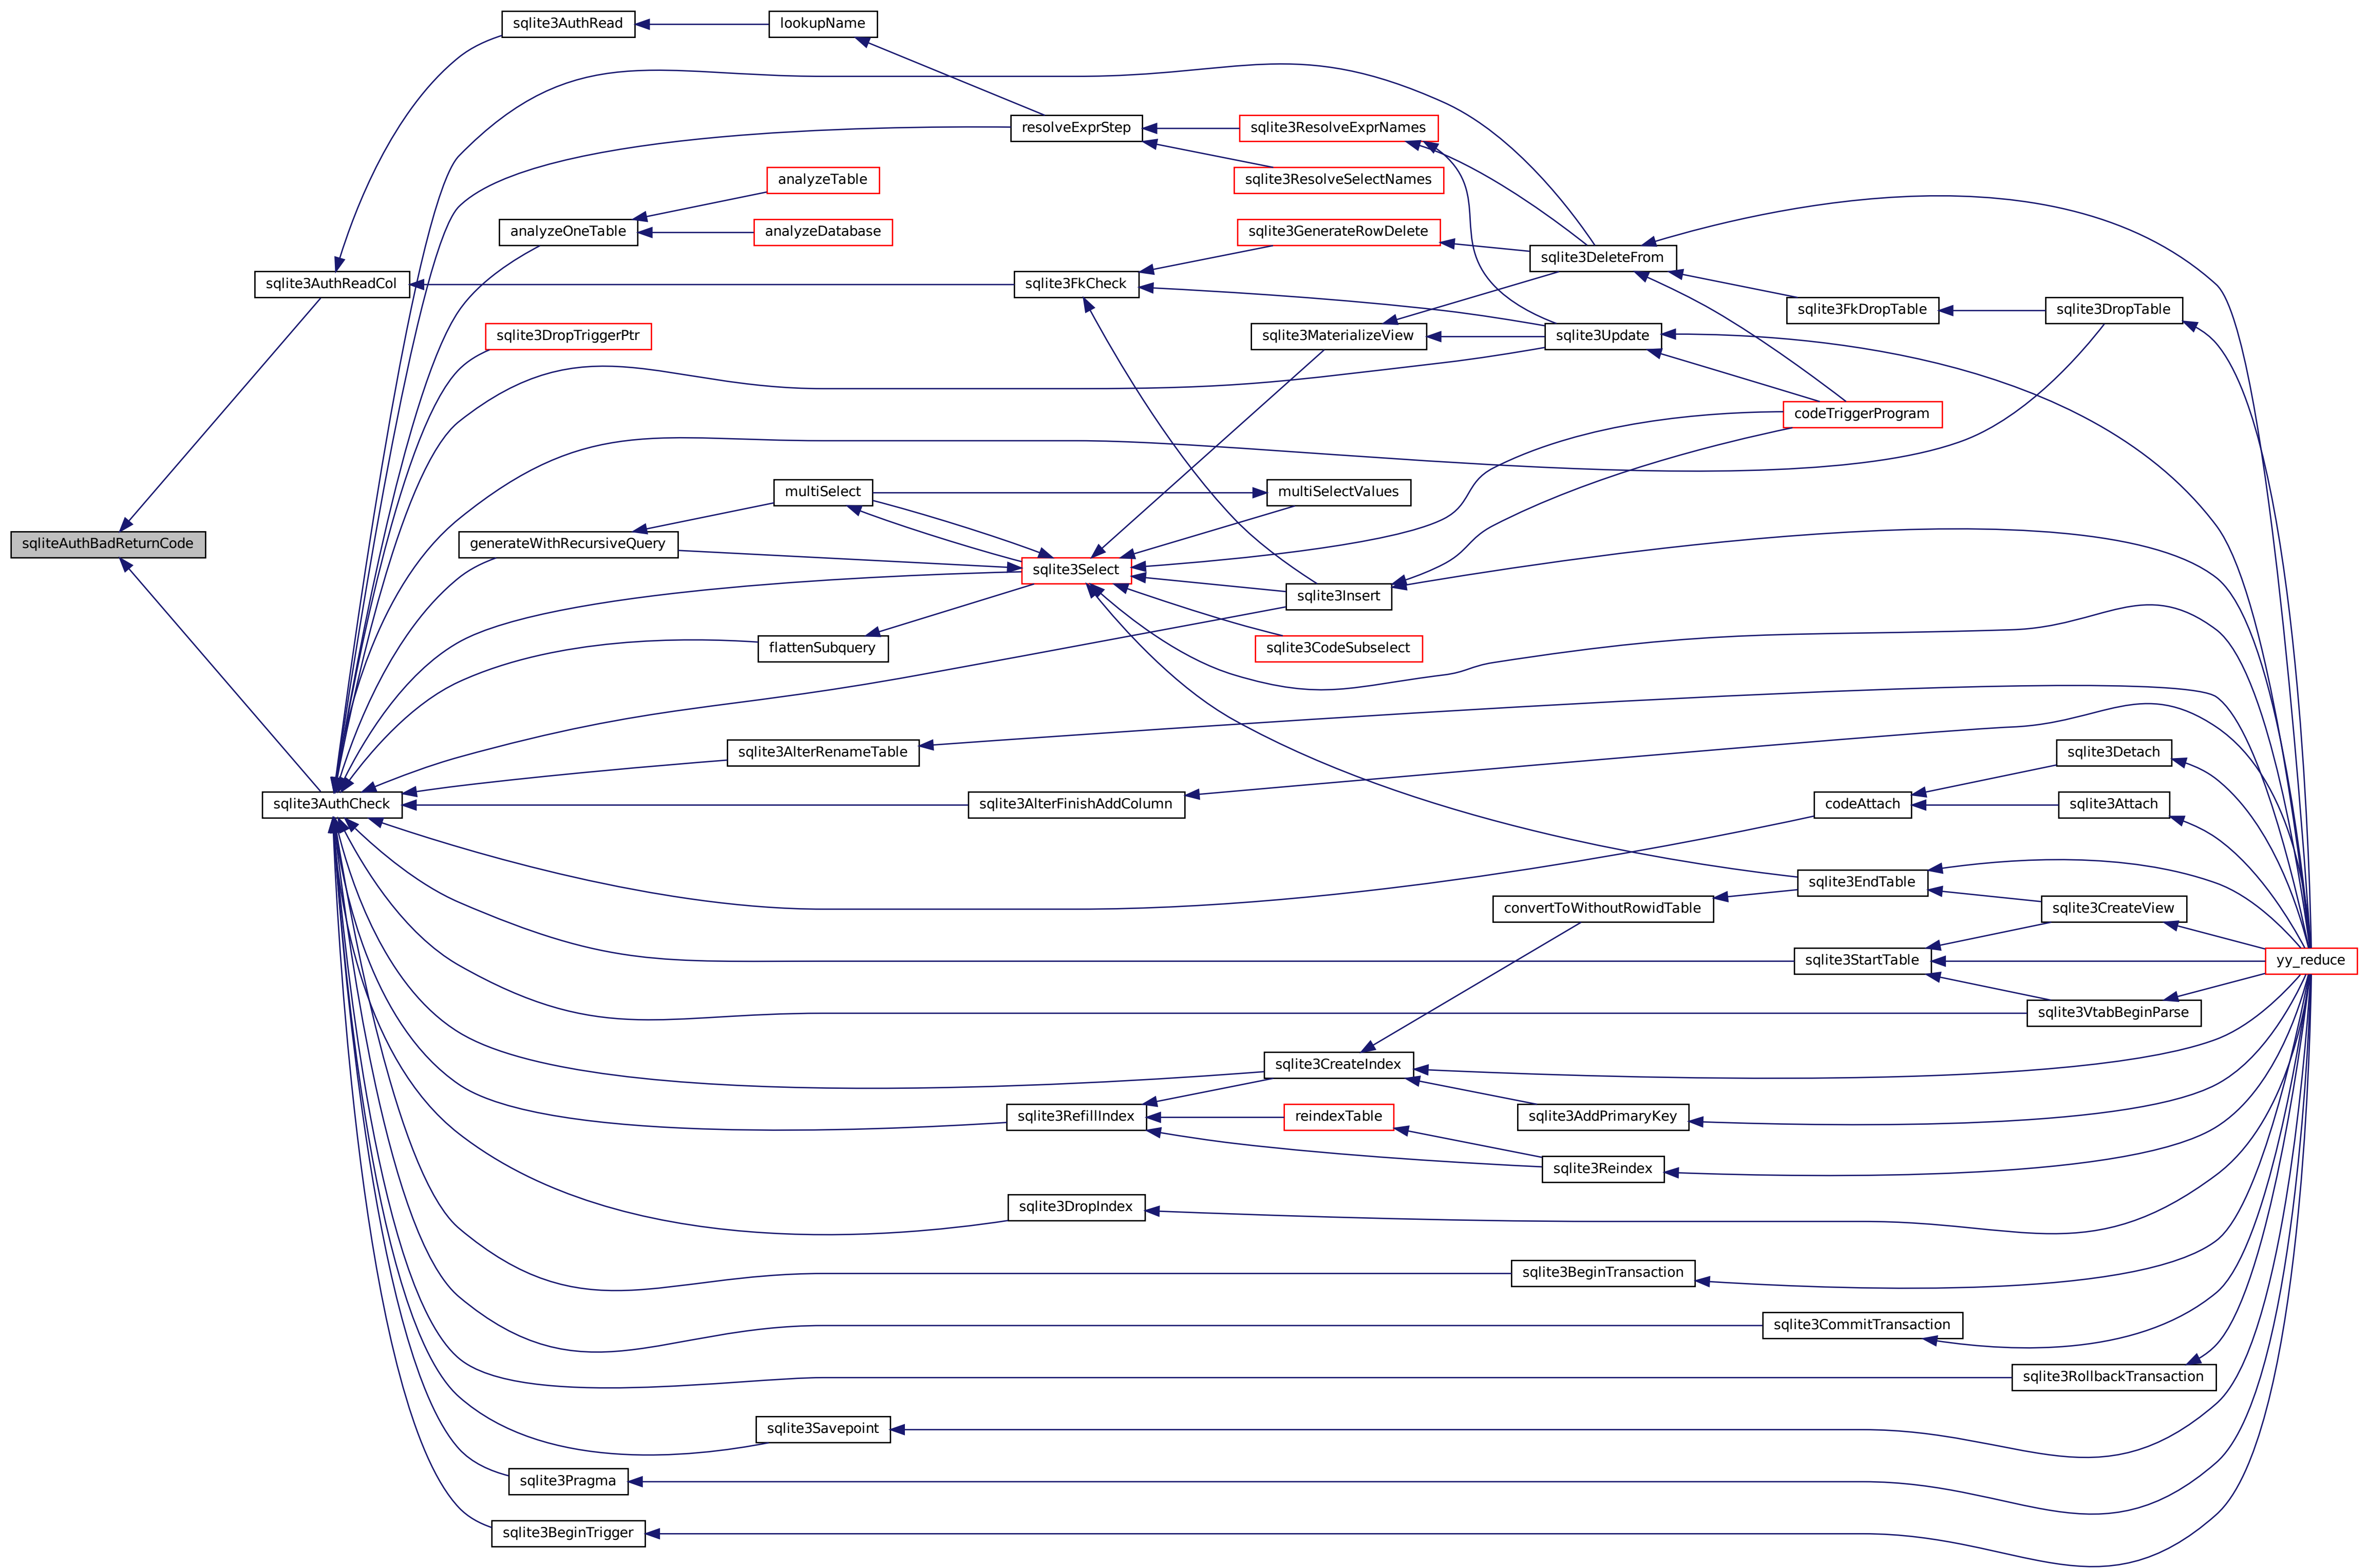 sqlite3AuthRead
lookupName
resolveExprStep
sqlite3ResolveExprNames
analyzeTable
sqlite3ResolveSelectNames
analyzeOneTable
analyzeDatabase
sqlite3GenerateRowDelete
sqlite3DeleteFrom
sqlite3AuthReadCol
sqlite3FkCheck
sqlite3FkDropTable
sqlite3DropTable
sqlite3DropTriggerPtr
sqlite3MaterializeView
sqlite3Update
codeTriggerProgram
multiSelect
multiSelectValues
sqliteAuthBadReturnCode
generateWithRecursiveQuery
sqlite3Select
sqlite3Insert
flattenSubquery
sqlite3CodeSubselect
sqlite3AlterRenameTable
sqlite3Detach
sqlite3AuthCheck
sqlite3AlterFinishAddColumn
codeAttach
sqlite3Attach
sqlite3EndTable
convertToWithoutRowidTable
sqlite3CreateView
sqlite3StartTable
yy_reduce
sqlite3VtabBeginParse
sqlite3CreateIndex
sqlite3RefillIndex
reindexTable
sqlite3AddPrimaryKey
sqlite3Reindex
sqlite3DropIndex
sqlite3BeginTransaction
sqlite3CommitTransaction
sqlite3RollbackTransaction
sqlite3Savepoint
sqlite3Pragma
sqlite3BeginTrigger